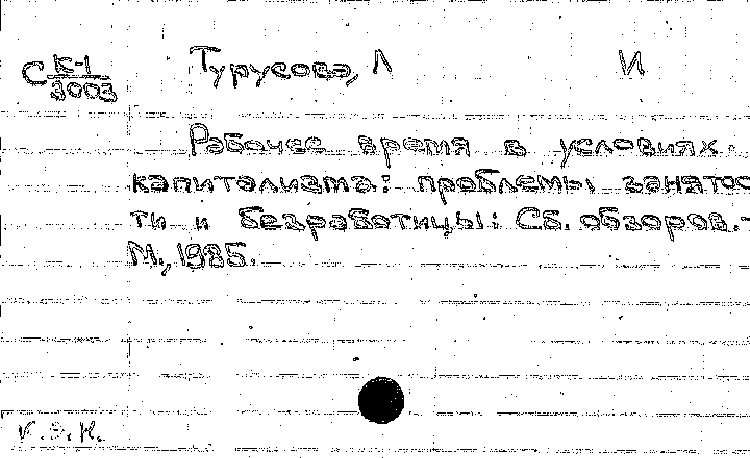 С К-1
3003
Турусова, Л И
Рабочее время в условиях
капитализма: проблемы занятос
ти и безработицы: Сб. обзоров.-
М., 1985.